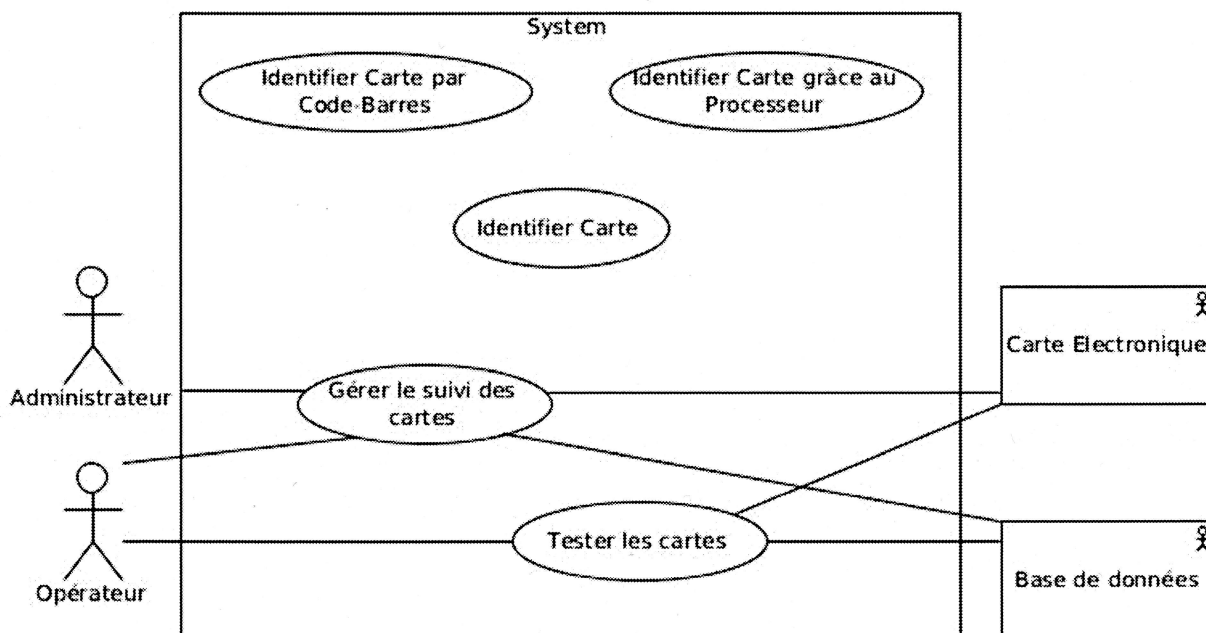 System
Identifier Carte par
Code-Barres
Identifier Carte grâce au
Processeur
Identifier Carte
Administrateur
Gérer le suivi des
cartes
Carte Electronique
Opérateur
Tester les cartes
Base de données